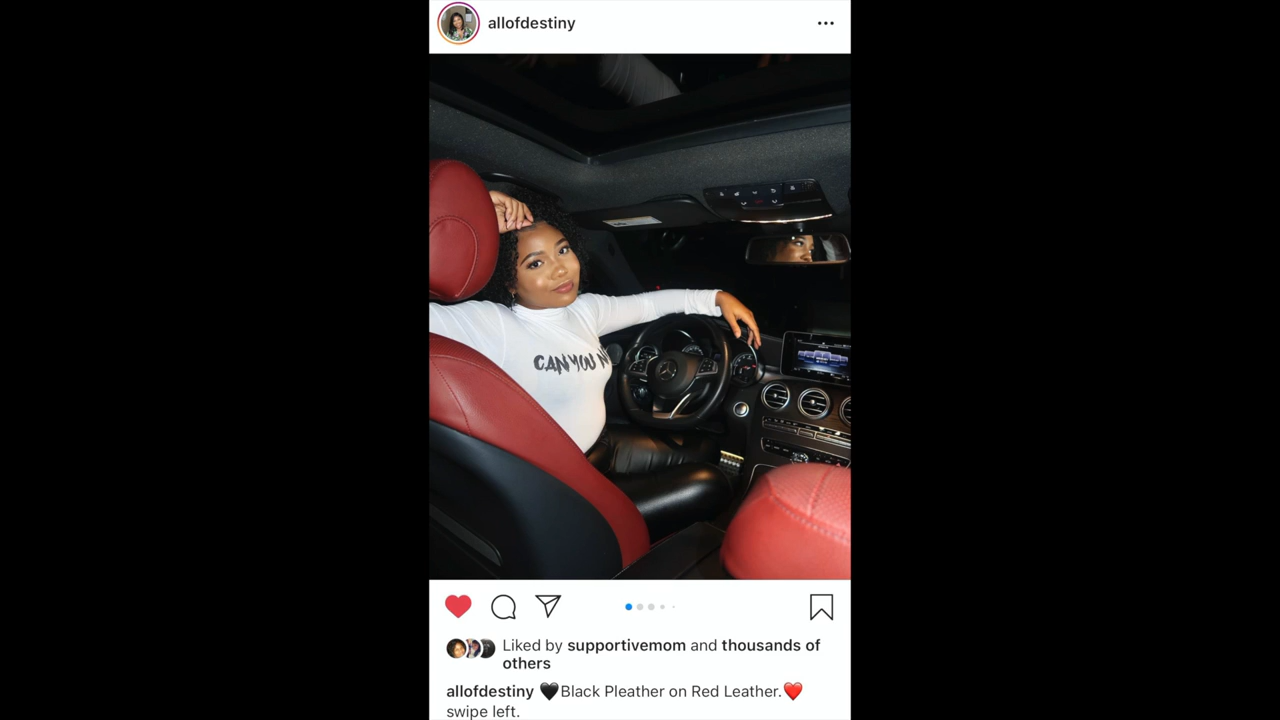 allofdestiny
CAN YOU
Liked by supportivemom and thousands of
others
allofdestiny 🖤Black Pleather on Red Leather.❤️
swipe left.